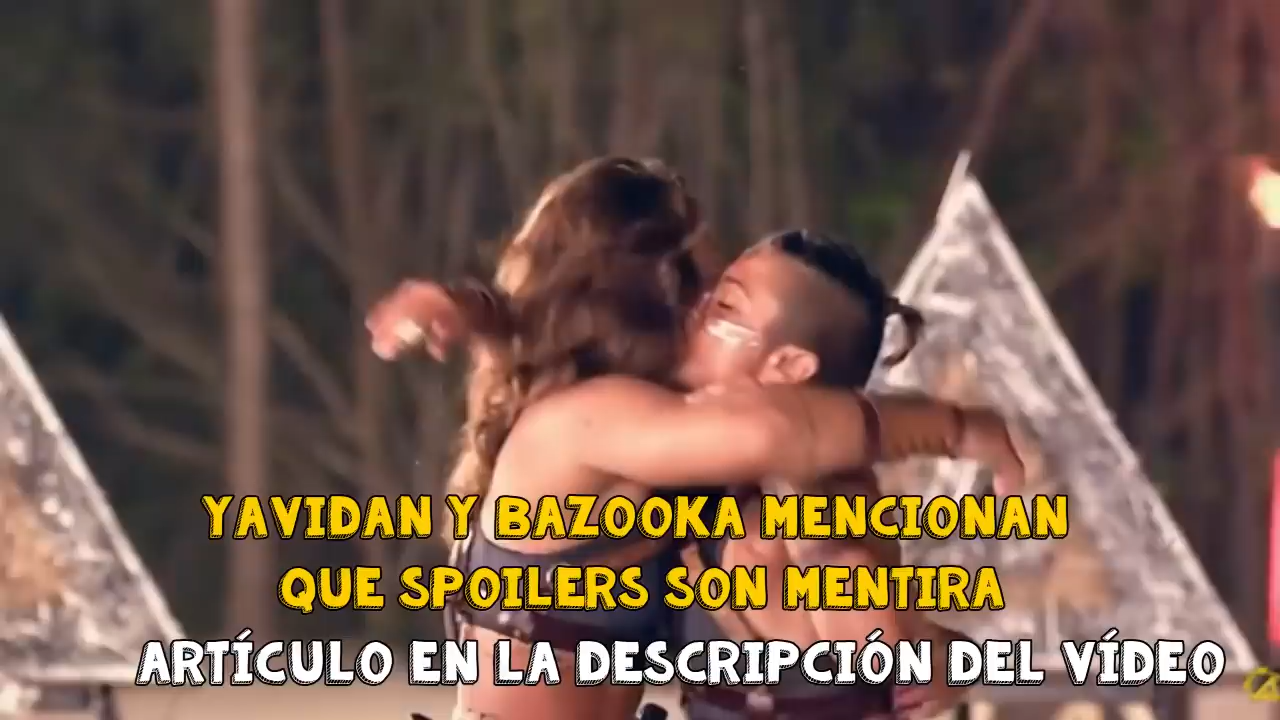 YAVIDAN Y BAZOOKA MENCIONAN
QUE SPOILERS SON MENTIRA
ARTÍCULO EN LA DESCRIPCIÓN DEL VÍDEO